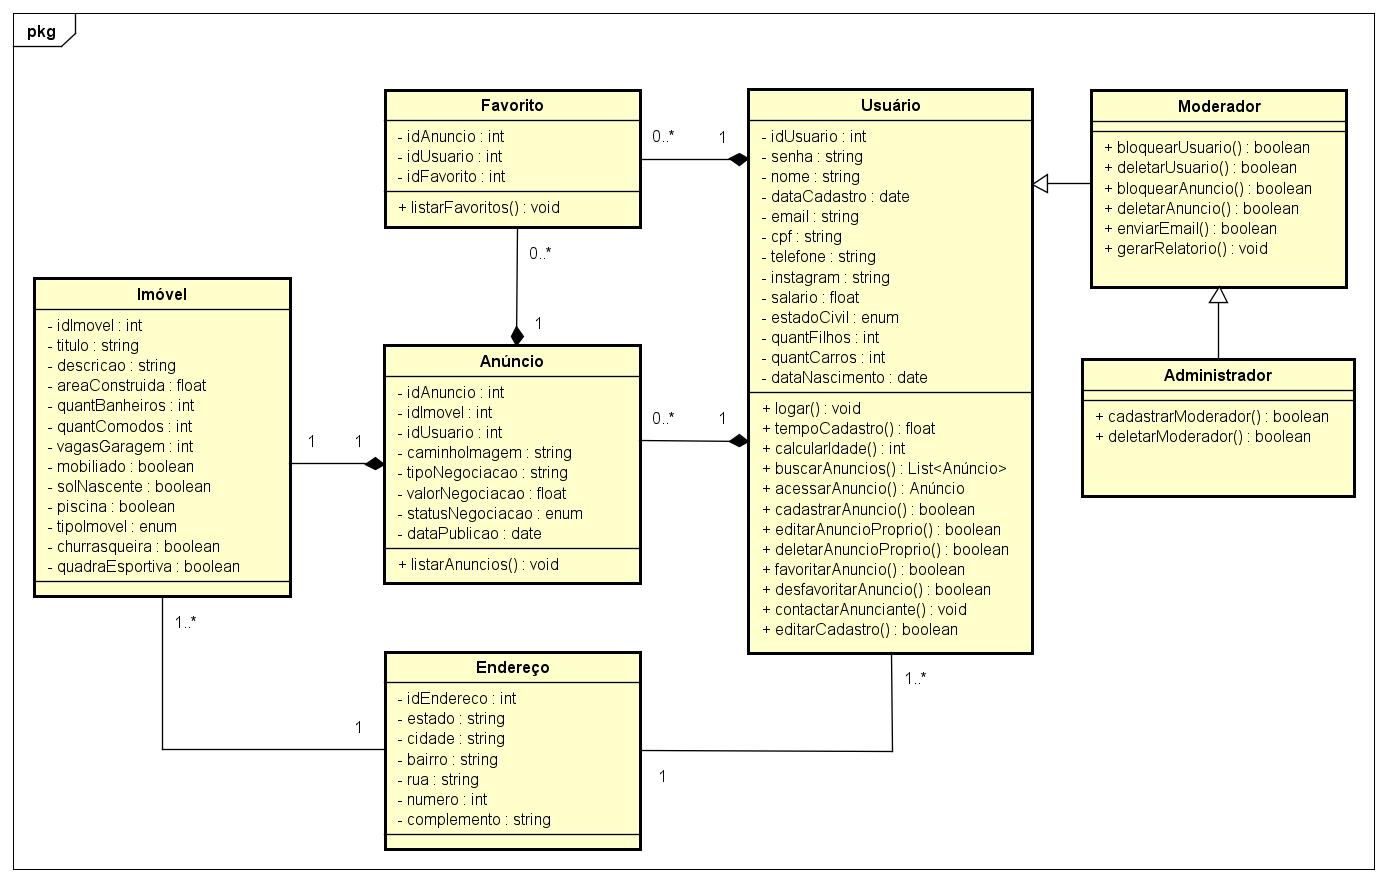 pkg
Favorito
- idAnuncio : int
- idUsuario : int
- idFavorito : int
+ listarFavoritos() : void
0..*
1
Usuário
- idUsuario : int
- senha : string
- nome : string
- dataCadastro : date
- email : string
- cpf : string
- telefone : string
- instagram : string
- salario : float
- estadoCivil : enum
- quantFilhos : int
- quantCarros : int
- dataNascimento : date
+ logar() : void
+ tempoCadastro() : float
+ calcularIdade() : int
+ buscarAnuncios() : List<Anúncio>
+ acessarAnuncio() : Anúncio
+ cadastrarAnuncio() : boolean
+ editarAnuncioProprio() : boolean
+ deletarAnuncioProprio() : boolean
+ favoritarAnuncio() : boolean
+ desfavoritarAnuncio() : boolean
+ contactarAnunciante() : void
+ editarCadastro() : boolean
Moderador
+ bloquearUsuario() : boolean
+ deletarUsuario() : boolean
+ bloquearAnuncio() : boolean
+ deletarAnuncio() : boolean
+ enviarEmail() : boolean
+ gerarRelatorio() : void
Administrador
+ cadastrarModerador() : boolean
+ deletarModerador() : boolean
0..*
1
Imóvel
- idImovel : int
- titulo : string
- descricao : string
- areaConstruida : float
- quantBanheiros : int
- quantComodos : int
- vagasGaragem : int
- mobiliado : boolean
- solNascente : boolean
- piscina : boolean
- tipoImovel : enum
- churrasqueira : boolean
- quadraEsportiva : boolean
1
1
Anúncio
- idAnuncio : int
- idImovel : int
- idUsuario : int
- caminhoImagem : string
- tipoNegociacao : string
- valorNegociacao : float
- statusNegociacao : enum
- dataPublicao : date
+ listarAnuncios() : void
0..*
1
1..*
1
Endereço
- idEndereco : int
- estado : string
- cidade : string
- bairro : string
- rua : string
- numero : int
- complemento : string
1..*
1